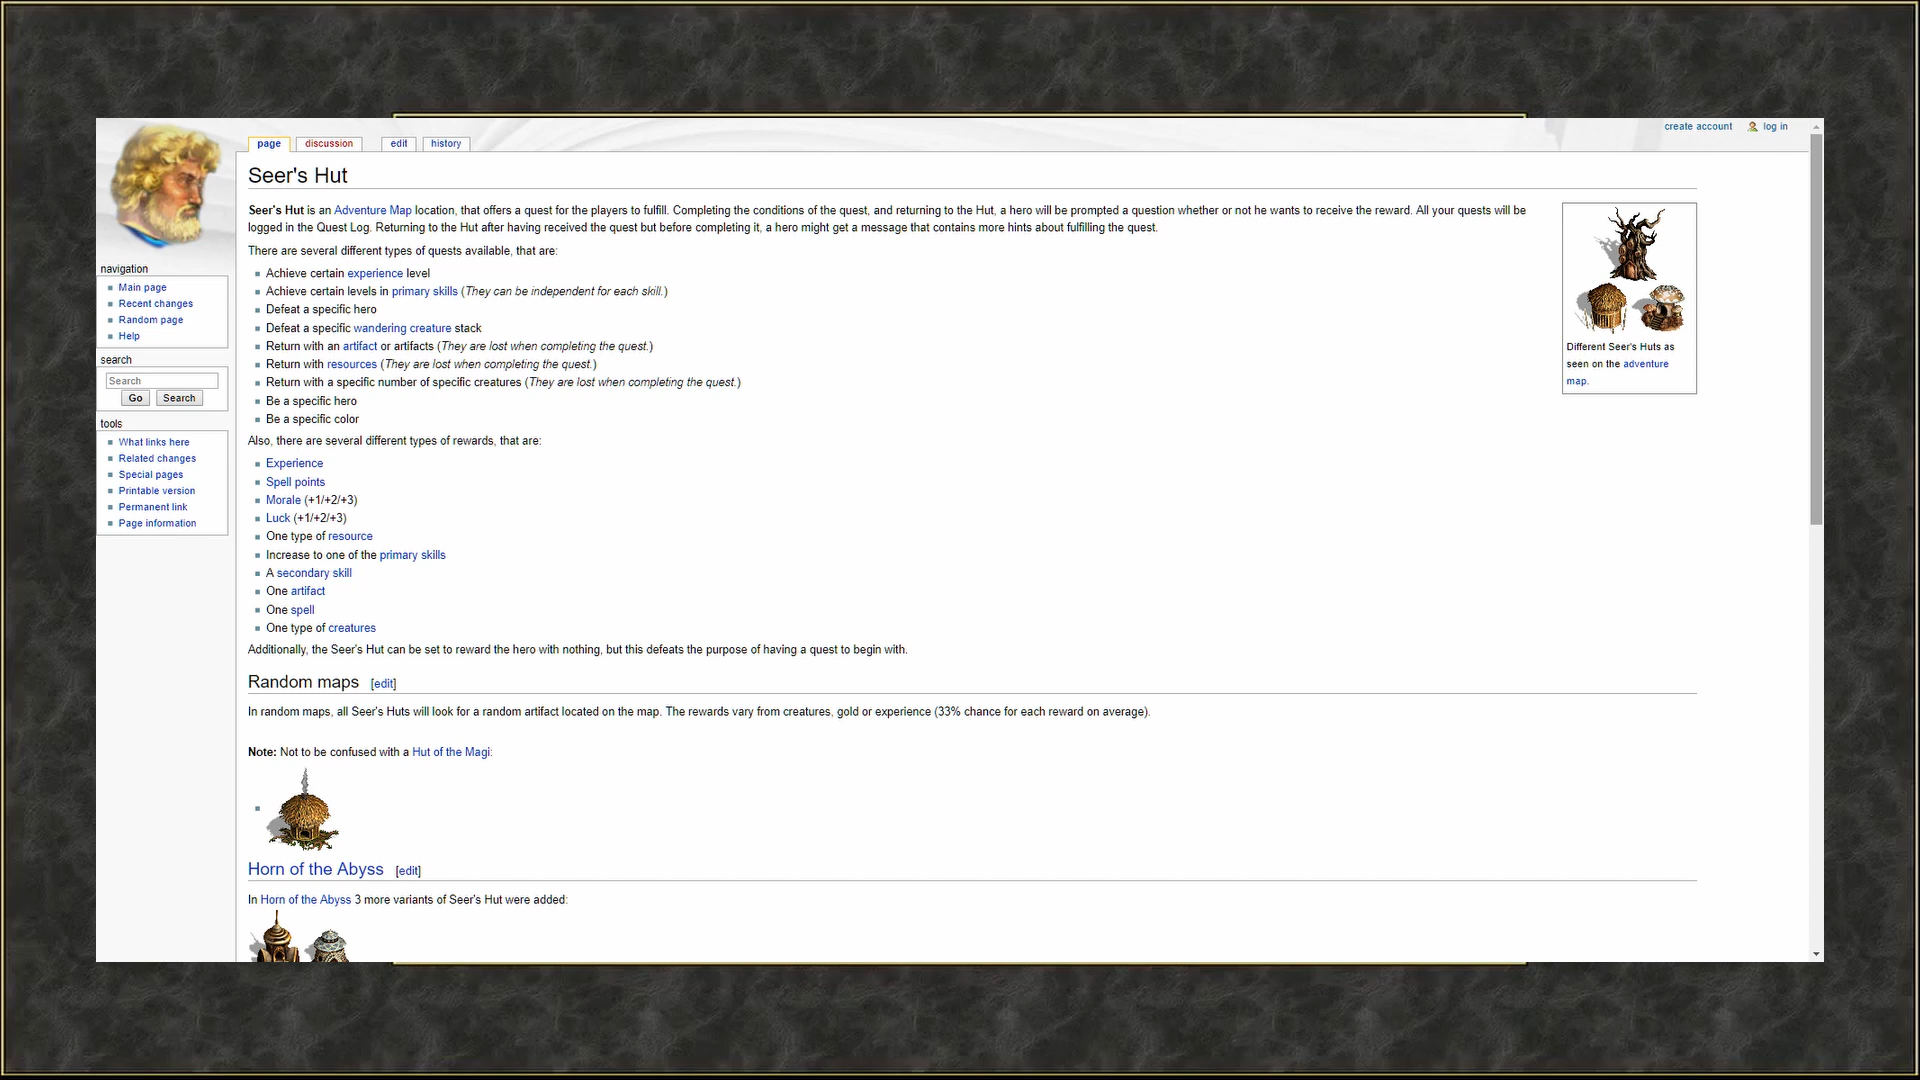 create account
log in
page
discussion
edit
history
Seer's Hut
Seer's Hut is an Adventure Map location, that offers a quest for the players to fulfill. Completing the conditions of the quest, and returning to the Hut, a hero will be prompted a question whether or not he wants to receive the reward. All your quests will be
logged in the Quest Log. Returning to the Hut after having received the quest but before completing it, a hero might get a message that contains more hints about fulfilling the quest.
There are several different types of quests available, that are:
Achieve certain experience level
Achieve certain levels in primary skills (They can be independent for each skill.)
Defeat a specific hero
Defeat a specific wandering creature stack
Return with an artifact or artifacts (They are lost when completing the quest.)
Return with resources (They are lost when completing the quest.)
Return with a specific number of specific creatures (They are lost when completing the quest.)
Be a specific hero
Be a specific color
Different Seer's Huts as
seen on the adventure
map.
Also, there are several different types of rewards, that are:
Experience
Spell points
Morale (+1/+2/+3)
Luck (+1/+2/+3)
One type of resource
Increase to one of the primary skills
A secondary skill
One artifact
One spell
One type of creatures
Additionally, the Seer's Hut can be set to reward the hero with nothing, but this defeats the purpose of having a quest to begin with.
Random maps [edit]
In random maps, all Seer's Huts will look for a random artifact located on the map. The rewards vary from creatures, gold or experience (33% chance for each reward on average).
Note: Not to be confused with a Hut of the Magi:
Horn of the Abyss [edit]
In Horn of the Abyss 3 more variants of Seer's Hut were added:
navigation
Main page
Recent changes
Random page
Help
search
Search
Go
Search
tools
What links here
Related changes
Special pages
Printable version
Permanent link
Page information